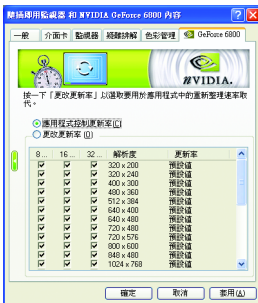 隨插即用監視器 和 NVIDIA GeForce 6800 內容
一般 介面卡 監視器 疑難排解 色彩管理 GeForce 6800
NVIDIA.
按一下「更改更新率」以選取要用於應用程式中的重新整理速率取代。
應用程式控制更新率(C)
更改更新率(O)
8... 16... 32... 解析度 更新率
320 x 200 預設值
320 x 240 預設值
400 x 300 預設值
480 x 360 預設值
512 x 384 預設值
640 x 400 預設值
640 x 480 預設值
720 x 480 預設值
720 x 576 預設值
800 x 600 預設值
848 x 480 預設值
1024 x 768 預設值
確定 取消 套用(A)